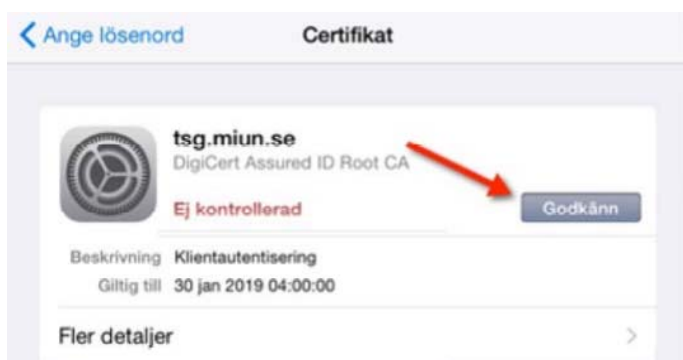 Ange lösenord Certifikat
tsg.miun.se
DigiCert Assured ID Root CA
Ej kontrollerad
Godkänn
Beskrivning Klientautentisering
Giltig till 30 jan 2019 04:00:00
Fler detaljer